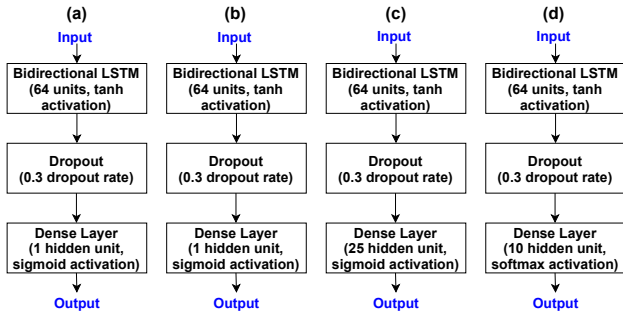 (a)
Input
Bidirectional LSTM
(64 units, tanh
activation)
Dropout
(0.3 dropout rate)
Dense Layer
(1 hidden unit,
sigmoid activation)
Output
(b)
Input
Bidirectional LSTM
(64 units, tanh
activation)
Dropout
(0.3 dropout rate)
Dense Layer
(1 hidden unit,
sigmoid activation)
Output
(c)
Input
Bidirectional LSTM
(64 units, tanh
activation)
Dropout
(0.3 dropout rate)
Dense Layer
(25 hidden unit,
sigmoid activation)
Output
(d)
Input
Bidirectional LSTM
(64 units, tanh
activation)
Dropout
(0.3 dropout rate)
Dense Layer
(10 hidden unit,
softmax activation)
Output